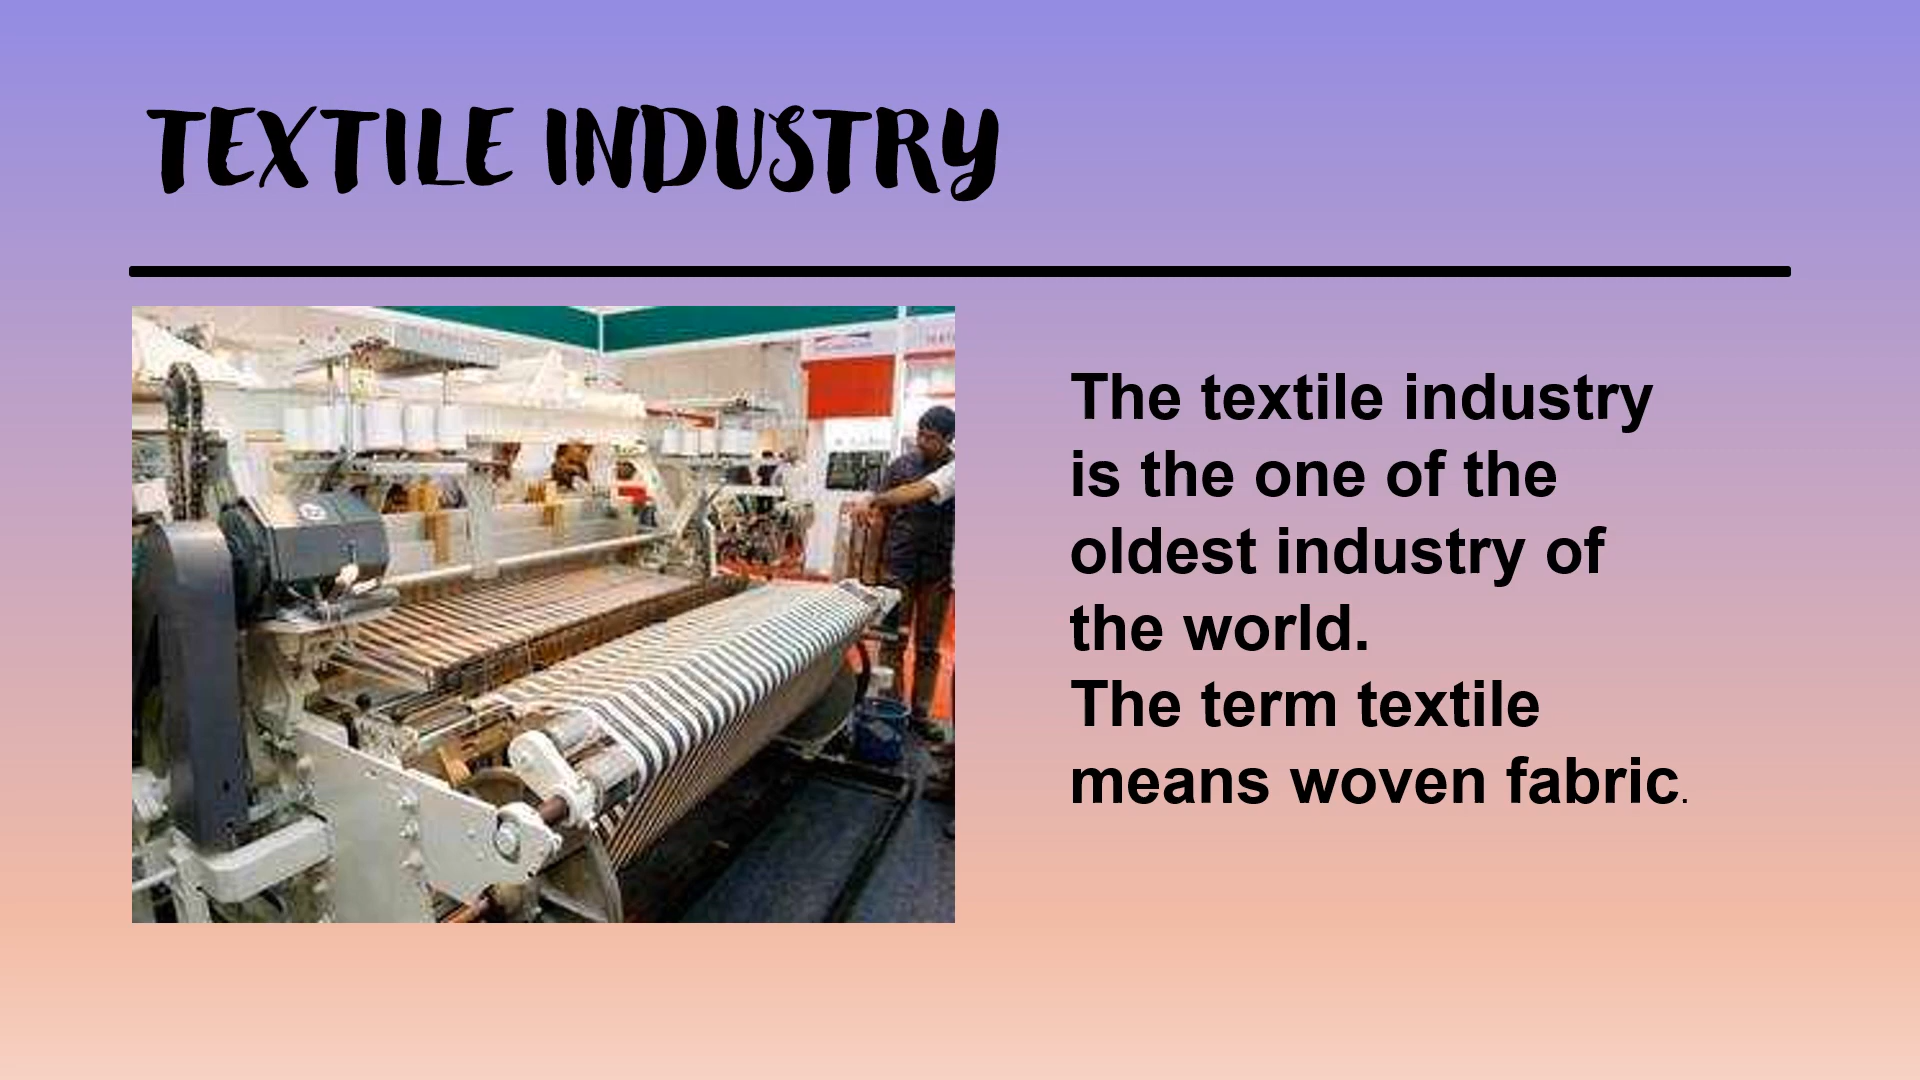 TEXTILE INDUSTRY
The textile industry
is the one of the
oldest industry of
the world.
The term textile
means woven fabric.